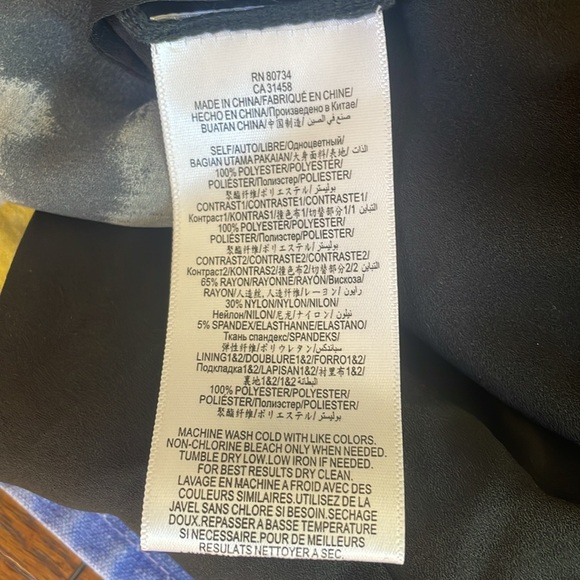 RN 80734
CA 31458
MADE IN CHINA/FABRIQUÉ EN CHINE/
HECHO EN CHINA/Произведено в Китае/
BUATAN CHINA/中国制造/ صنع في الصين
SELF/AUTO/LIBRE/Одноцветный/
BAGIAN UTAMA PAKAIAN/大身面料/表地/ الذات
100% POLYESTER/POLYESTER/
POLIÉSTER/Полиэстер/POLIESTER/
聚酯纤维/ポリエステル/ بوليستر
CONTRAST1/CONTRASTE1/CONTRASTE1/
Контраст1/KONTRAS1/撞色布1/切替部分1/ التباين 1
100% POLYESTER/POLYESTER/
POLIÉSTER/Полиэстер/POLIESTER/
聚酯纤维/ポリエステル/ بوليستر
CONTRAST2/CONTRASTE2/CONTRASTE2/
Контраст2/KONTRAS2/撞色布2/切替部分2/ التباين 2
65% RAYON/RAYONNE/RAYÓN/Вискоза/
RAYON/人造丝, 人造纤维/レーヨン/ رايون
30% NYLON/NYLON/NILON/
Нейлон/NILON/尼龙/ナイロン/ نيلون
5% SPANDEX/ELASTHANNE/ELASTANO/
Ткань спандекс/SPANDEKS/
弹性纤维/ポリウレタン/ سباندكس
LINING1&2/DOUBLURE1&2/FORRO1&2/
Подкладка1&2/LAPISAN1&2/衬里布1&2/
裏地1&2/ البطانة 1&2
100% POLYESTER/POLYESTER/
POLIÉSTER/Полиэстер/POLIESTER/
聚酯纤维/ポリエステル/ بوليستر
MACHINE WASH COLD WITH LIKE COLORS.
NON-CHLORINE BLEACH ONLY WHEN NEEDED.
TUMBLE DRY LOW.LOW IRON IF NEEDED.
FOR BEST RESULTS DRY CLEAN.
LAVAGE EN MACHINE A FROID AVEC DES
COULEURS SIMILAIRES.UTILISEZ DE LA
JAVEL SANS CHLORE SI BESOIN.SECHAGE
DOUX.REPASSER A BASSE TEMPERATURE
SI NECESSAIRE.POUR MEILLEURS
RESULATS NETTOYER A SEC.